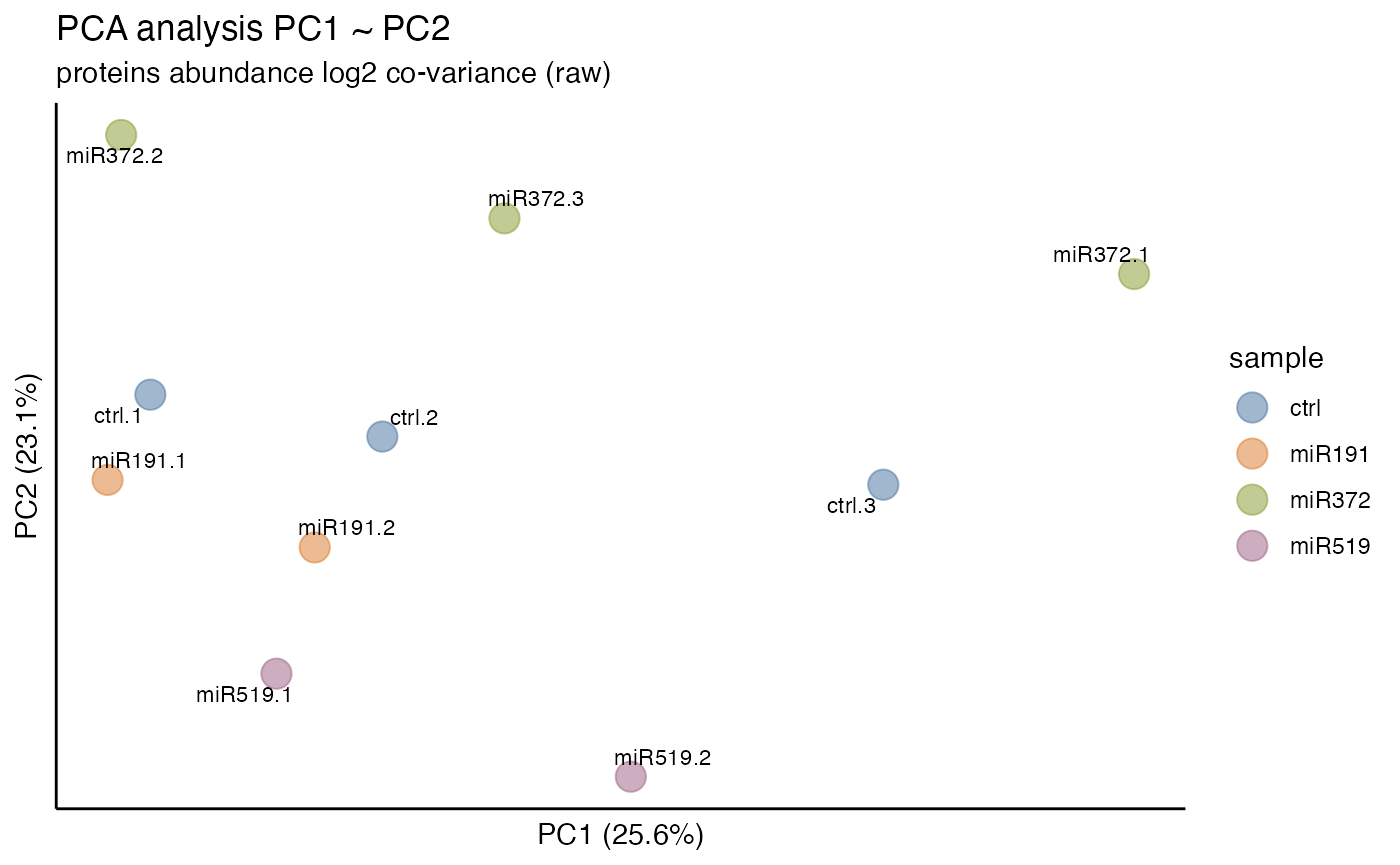 PCA analysis PC1 ~ PC2
proteins abundance log2 co-variance (raw)
miR372.2
miR372.3
miR372.1
ctrl.1
ctrl.2
miR191.1
ctrl.3
miR191.2
miR519.1
miR519.2
PC2 (23.1%)
PC1 (25.6%)
sample
ctrl
miR191
miR372
miR519